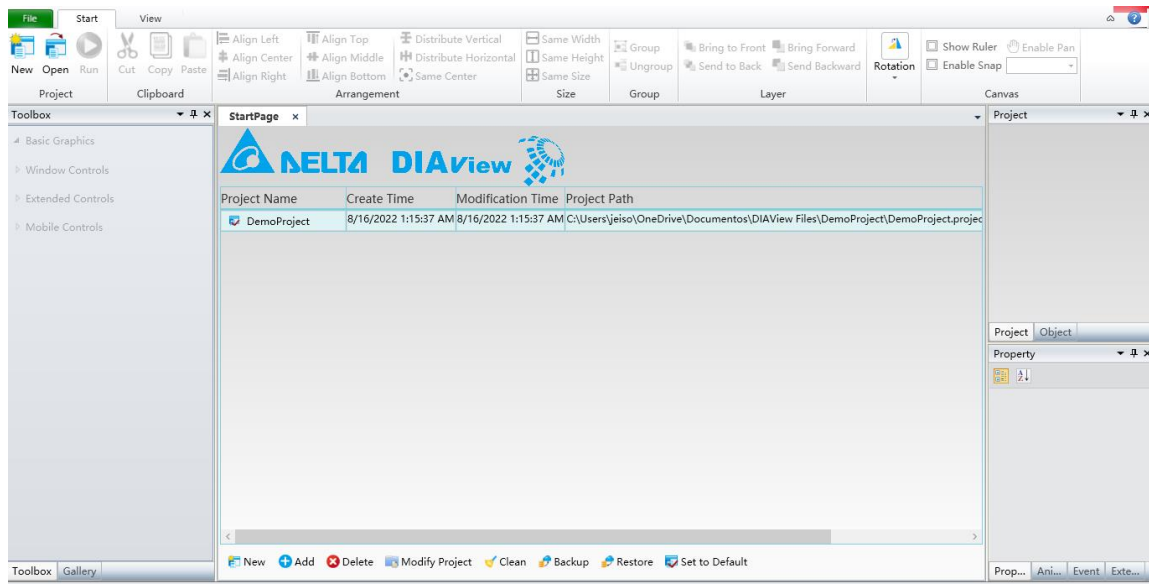 File Start View
New Open Run
Project
Cut Copy Paste
Clipboard
Align Left Align Top Distribute Vertical
Align Center Align Middle Distribute Horizontal
Align Right Align Bottom Same Center
Arrangement
Same Width
Same Height
Same Size
Size
Group
Ungroup
Group
Bring to Front Bring Forward
Send to Back Send Backward
Layer
Rotation
Show Ruler Enable Pan
Enable Snap
Canvas
Toolbox
Basic Graphics
Window Controls
Extended Controls
Mobile Controls
Toolbox Gallery
StartPage
DELTA DIAView
Project Name Create Time Modification Time Project Path
DemoProject 8/16/2022 1:15:37 AM 8/16/2022 1:15:37 AM C:\Users\jeiso\OneDrive\Documentos\DIAView Files\DemoProject\DemoProject.projec
New Add Delete Modify Project Clean Backup Restore Set to Default
Project
Project Object
Property
Prop... Ani... Event Exte...